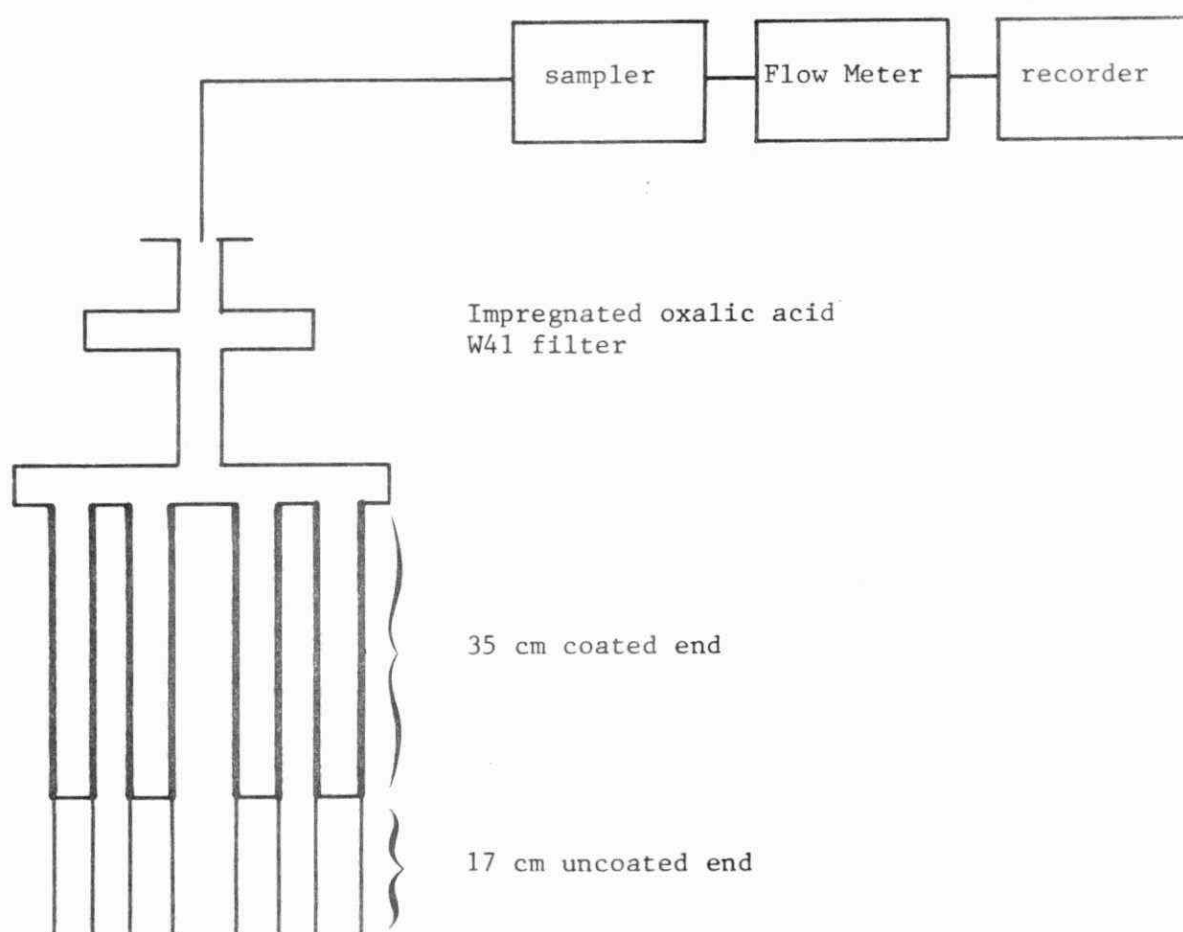 sampler
Flow Meter
recorder
Impregnated oxalic acid
W41 filter
35 cm coated end
17 cm uncoated end